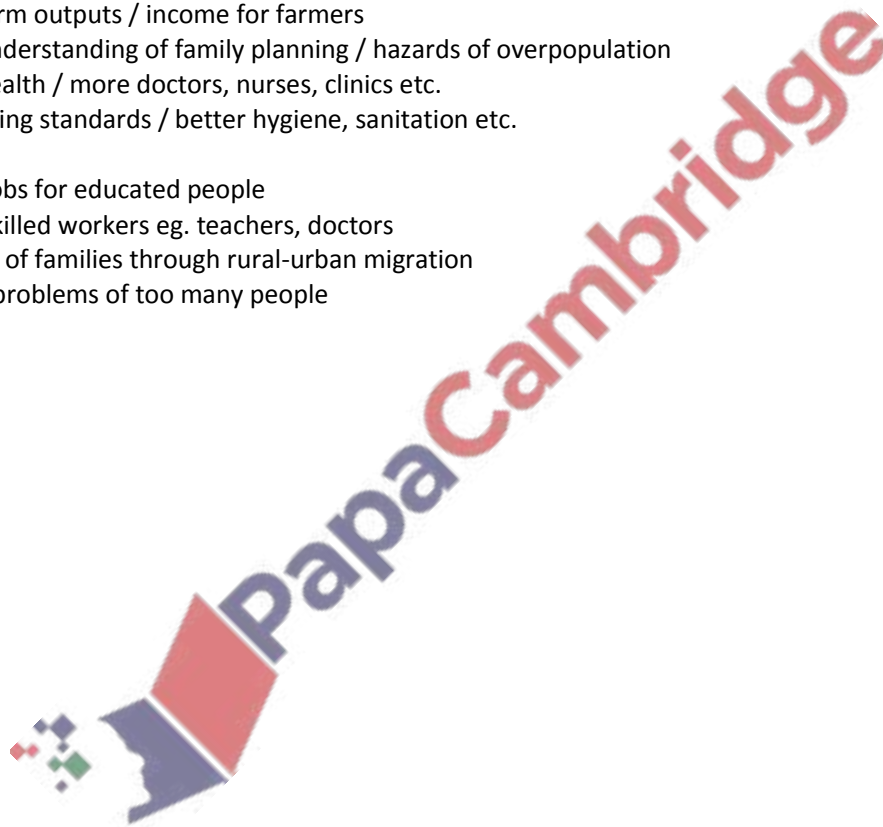 rm outputs / income for farmers
nderstanding of family planning / hazards of overpopulation
ealth / more doctors, nurses, clinics etc.
ing standards / better hygiene, sanitation etc.
obs for educated people
killed workers eg. teachers, doctors
of families through rural-urban migration
problems of too many people
PapaCambridge